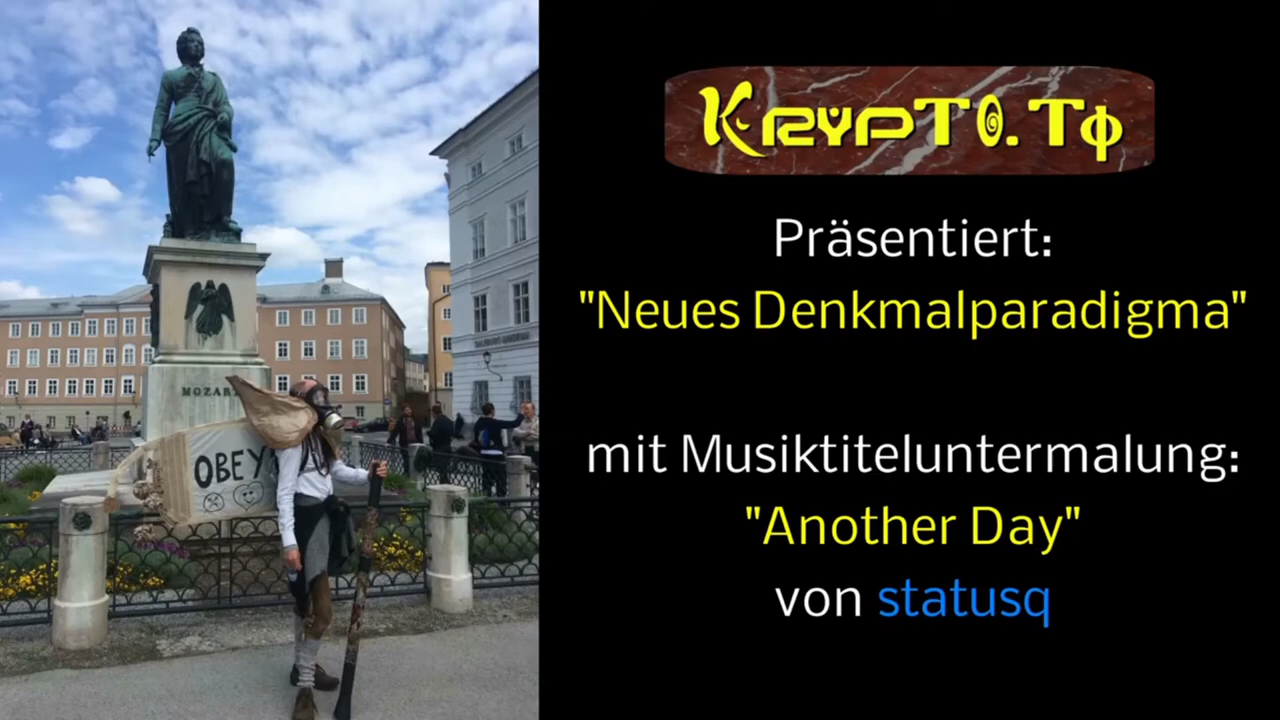 KRYPTO.Tφ
Präsentiert:
"Neues Denkmalparadigma"
mit Musiktiteluntermalung:
"Another Day"
von statusq
MOZART
OBEY